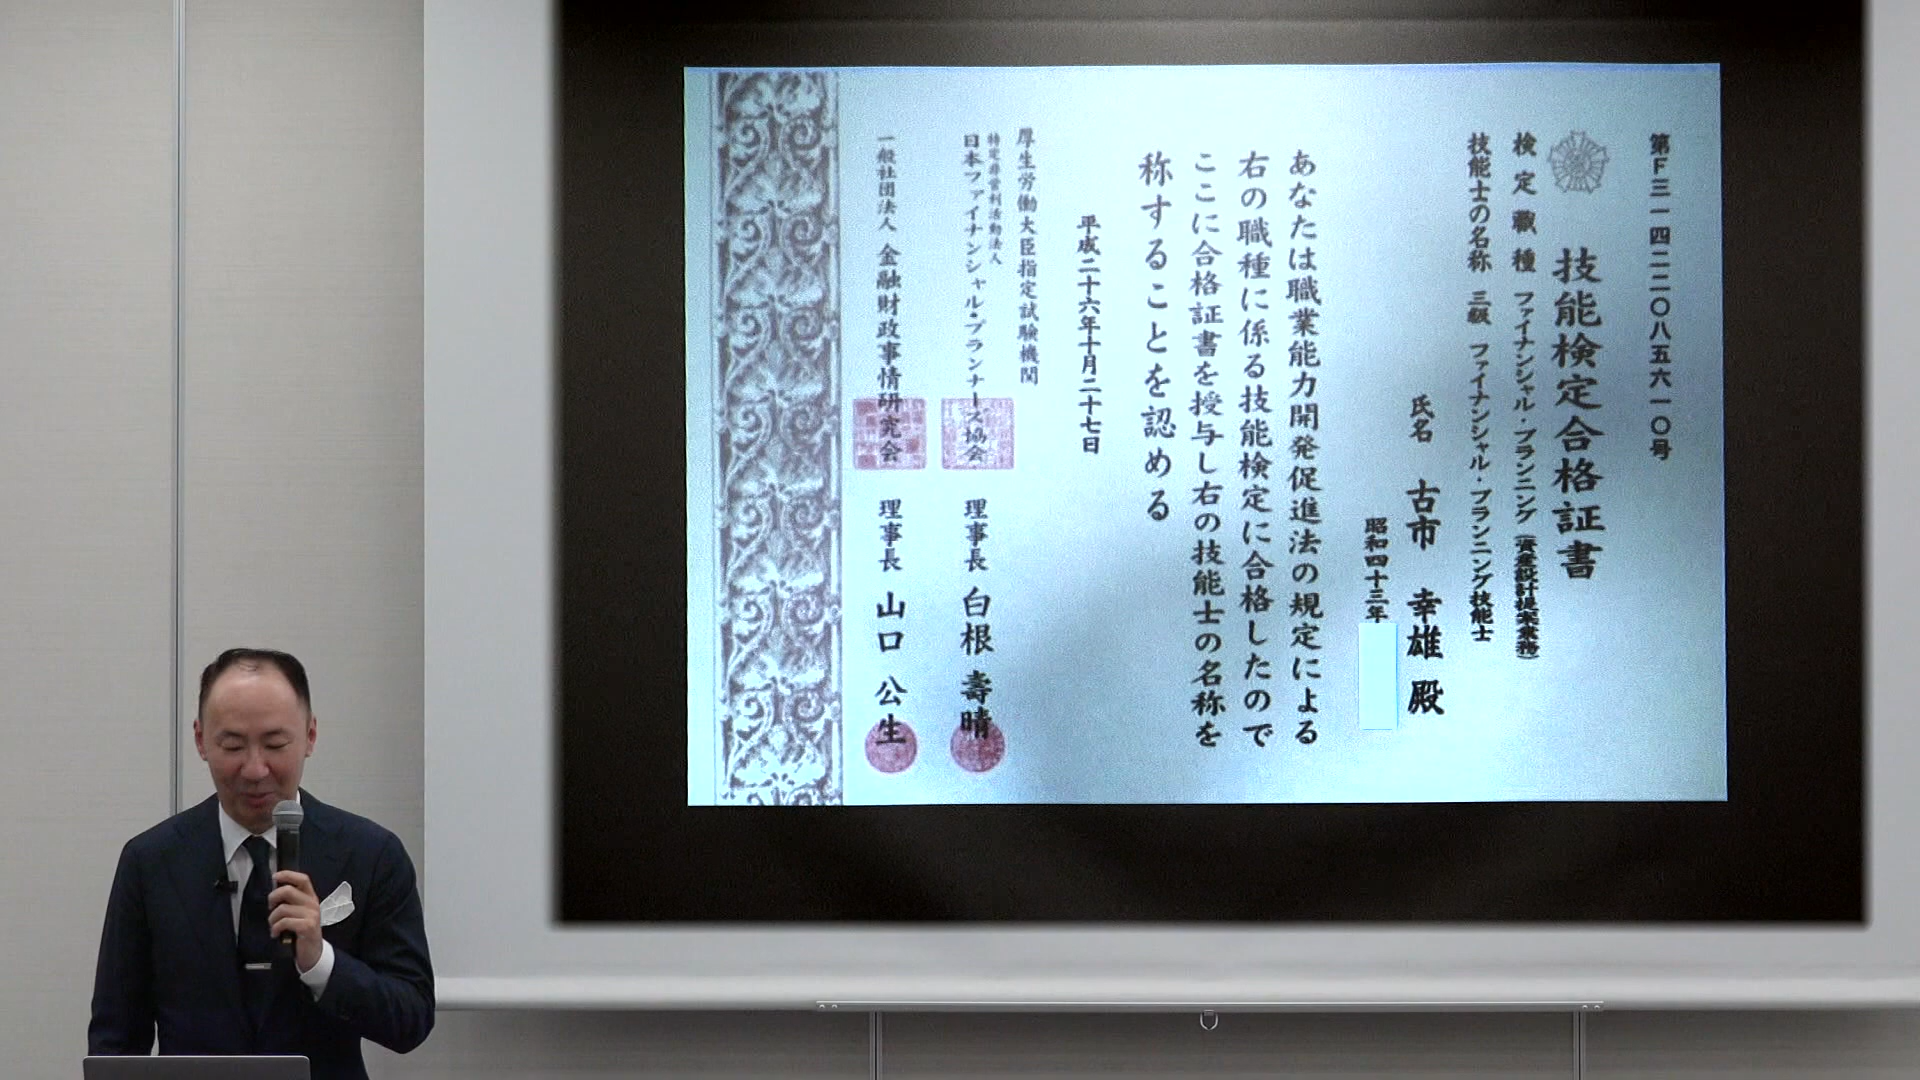 第F三一四二二〇八五六一〇号
技能検定合格証書
検定職種 ファイナンシャル・プランニング(資産設計提案業務)
技能士の名称 三級 ファイナンシャル・プランニング技能士
氏名 古市 幸雄 殿
昭和四十三年
あなたは職業能力開発促進法の規定による
右の職種に係る技能検定に合格したので
ここに合格証書を授与し右の技能士の名称を
称することを認める
平成二十六年十月二十七日
厚生労働大臣指定試験機関
特定非営利活動法人
日本ファイナンシャル・プランナーズ協会 理事長 白根 壽晴
一般社団法人 金融財政事情研究会 理事長 山口 公生